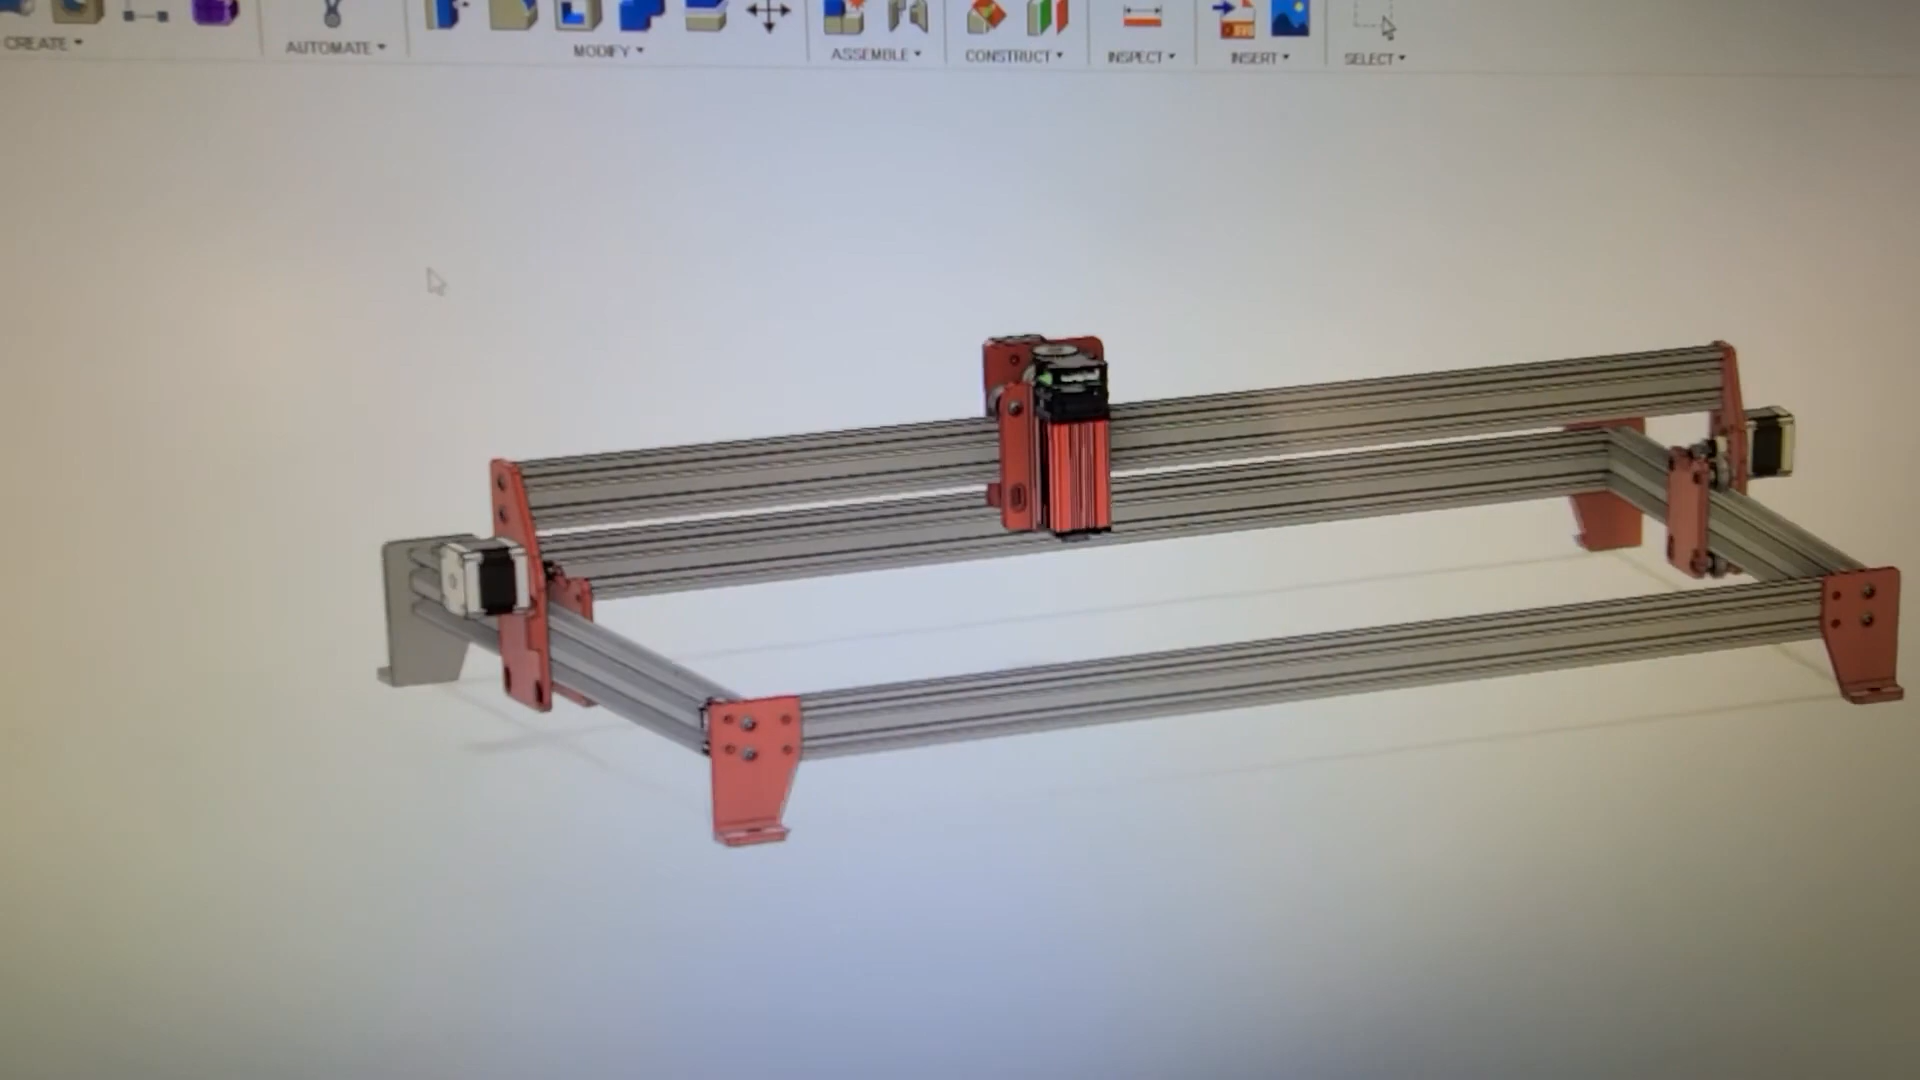 CREATE
AUTOMATE
MODIFY
ASSEMBLE
CONSTRUCT
INSPECT
INSERT
SELECT